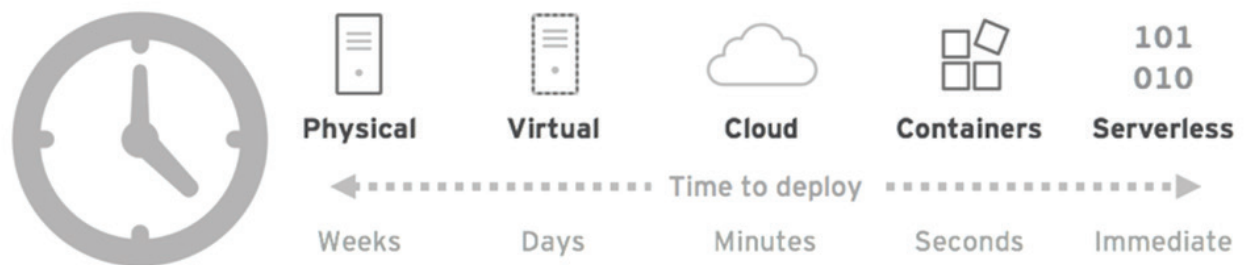 101
010
Physical Virtual Cloud Containers Serverless
Time to deploy
Weeks Days Minutes Seconds Immediate